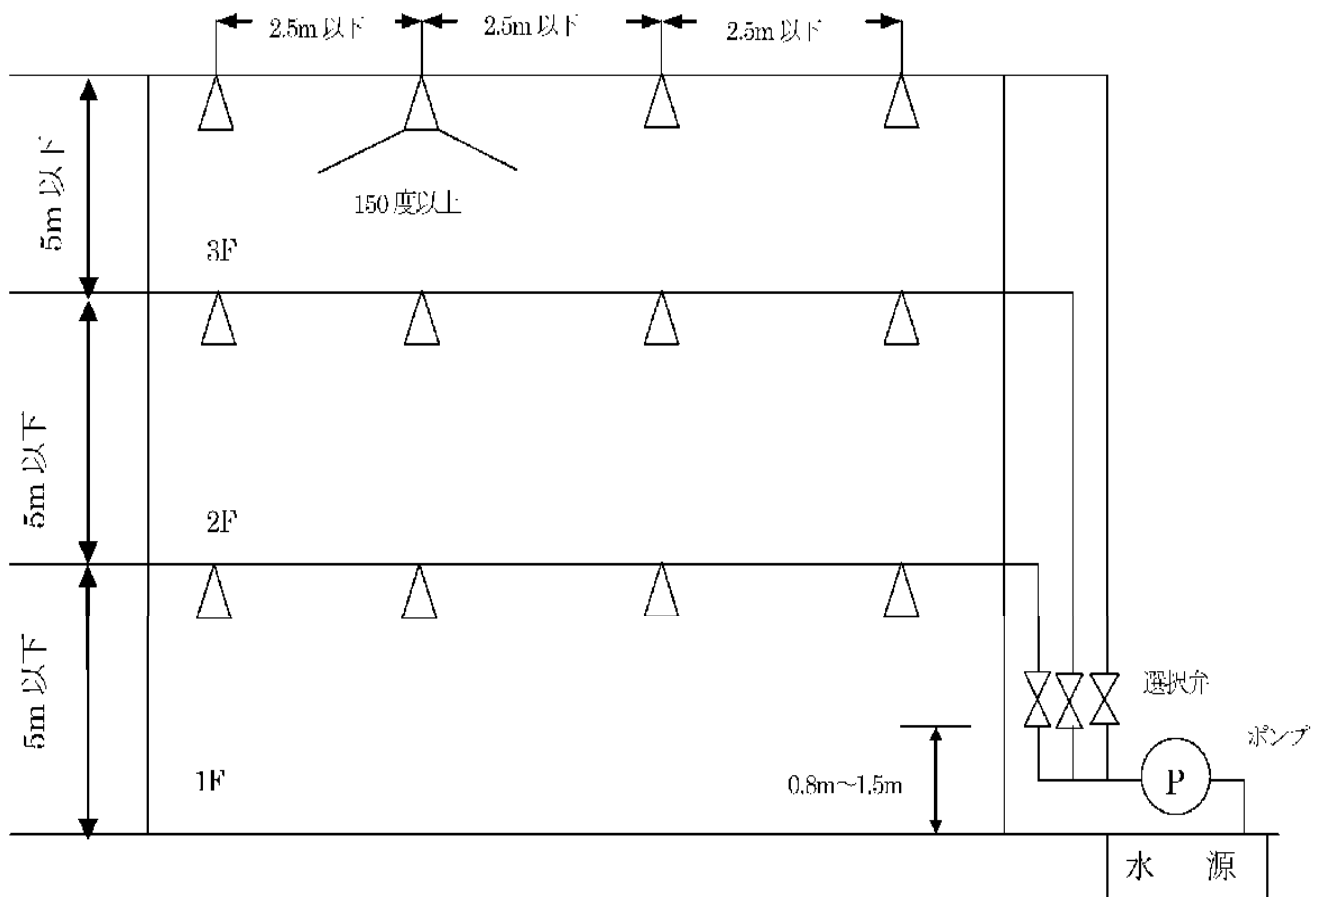 2.5m 以下
2.5m 以下
2.5m 以下
5m 以下
150 度以上
3F
5m 以下
2F
5m 以下
選択弁
ポンプ
1F
0.8m～1.5m
P
水 源